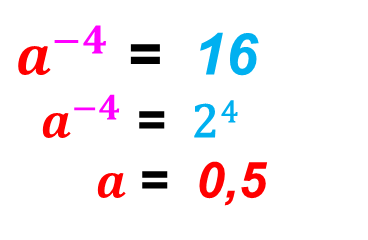 a⁻⁴ = 16
a⁻⁴ = 2⁴
a = 0,5